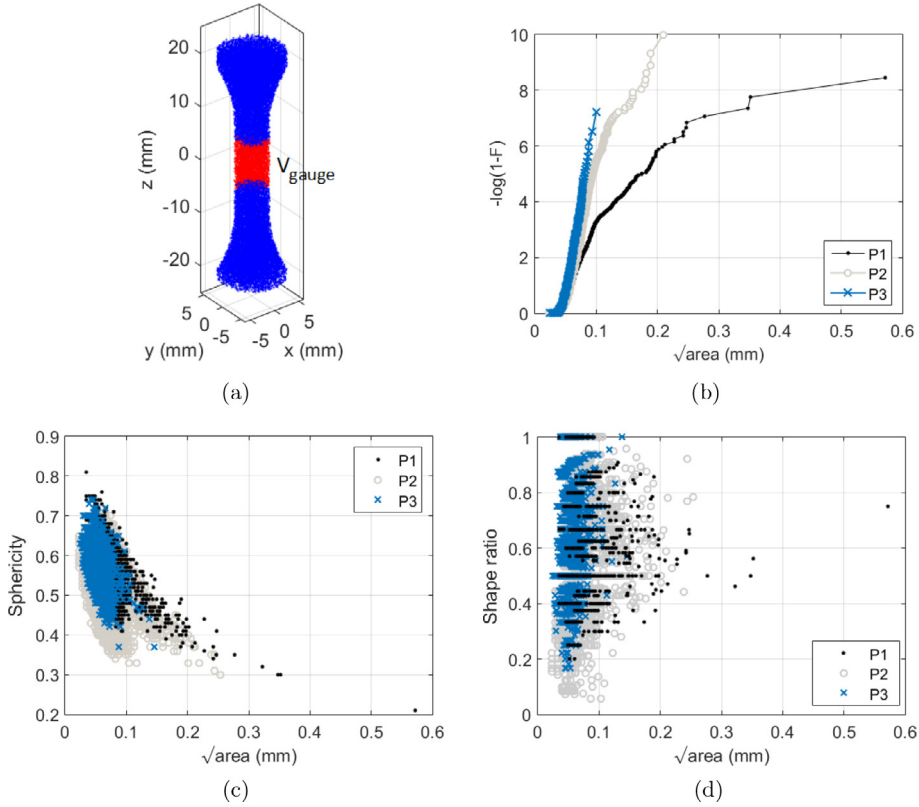 20
10
0
-10
-20
z (mm)
V_gauge
5
0
-5
y (mm)
-5
0
5
x (mm)
(a)
10
8
6
4
2
0
-log(1-F)
P1
P2
P3
0 0.1 0.2 0.3 0.4 0.5 0.6
√area (mm)
(b)
0.9
0.8
0.7
0.6
0.5
0.4
0.3
0.2
Sphericity
P1
P2
P3
0 0.1 0.2 0.3 0.4 0.5 0.6
√area (mm)
(c)
1
0.8
0.6
0.4
0.2
0
Shape ratio
P1
P2
P3
0 0.1 0.2 0.3 0.4 0.5 0.6
√area (mm)
(d)